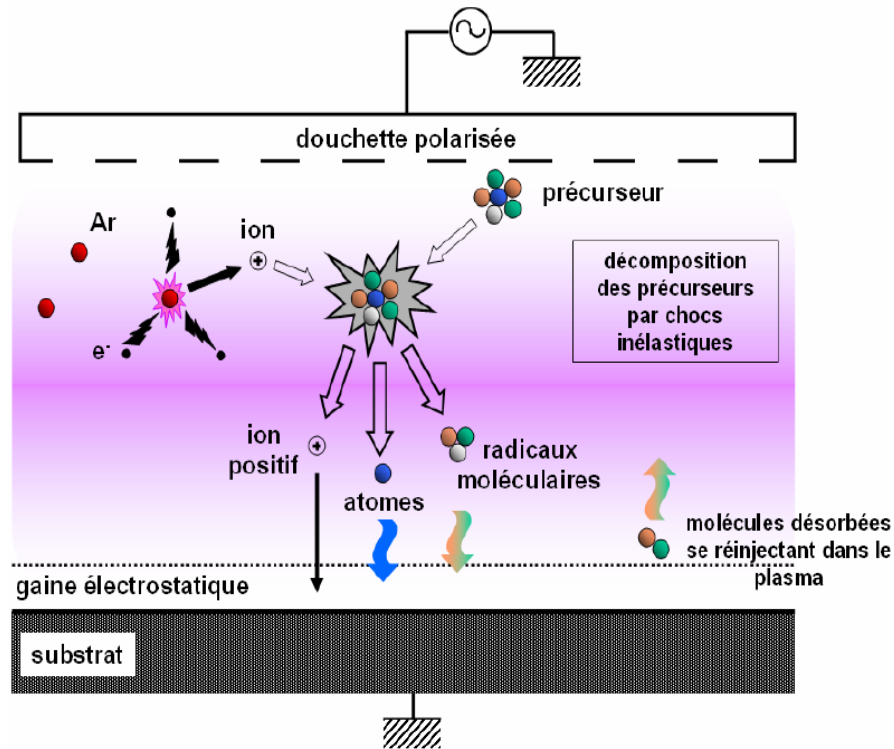 douchette polarisée
Ar
ion
précurseur
décomposition
des précurseurs
par chocs
inélastiques
e-
ion
positif
atomes
radicaux
moléculaires
molécules désorbées
se réinjectant dans le
plasma
gaine électrostatique
substrat